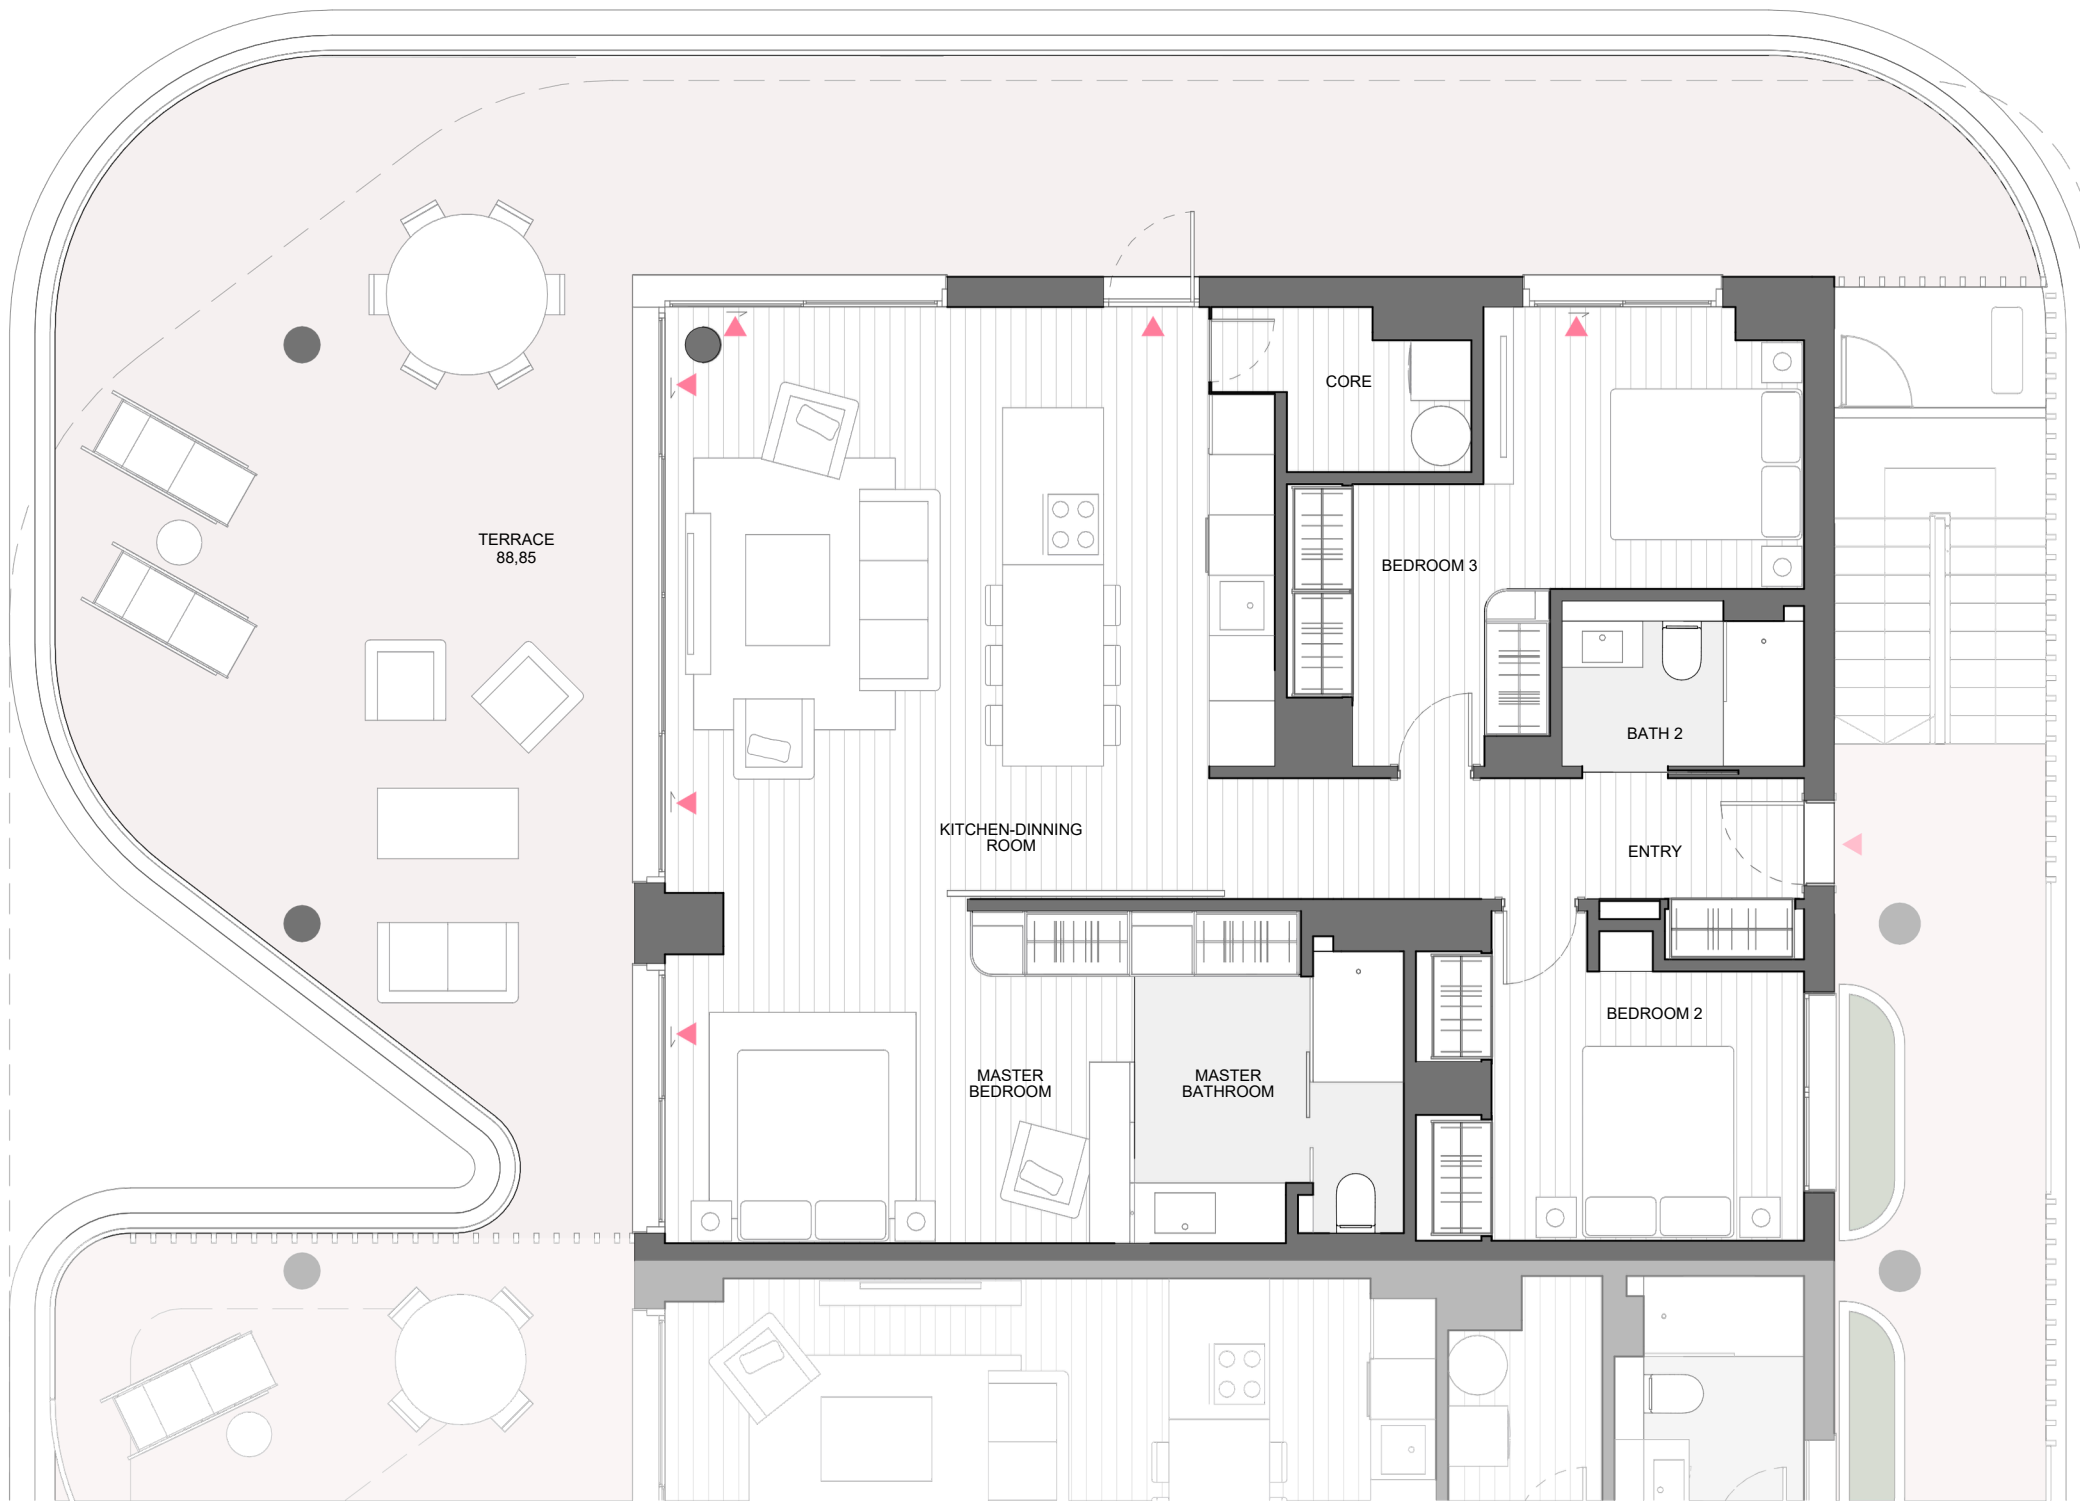 CORE
TERRACE
88,85
BEDROOM 3
BATH 2
KITCHEN-DINNING
ROOM
ENTRY
BEDROOM 2
MASTER
BEDROOM
MASTER
BATHROOM